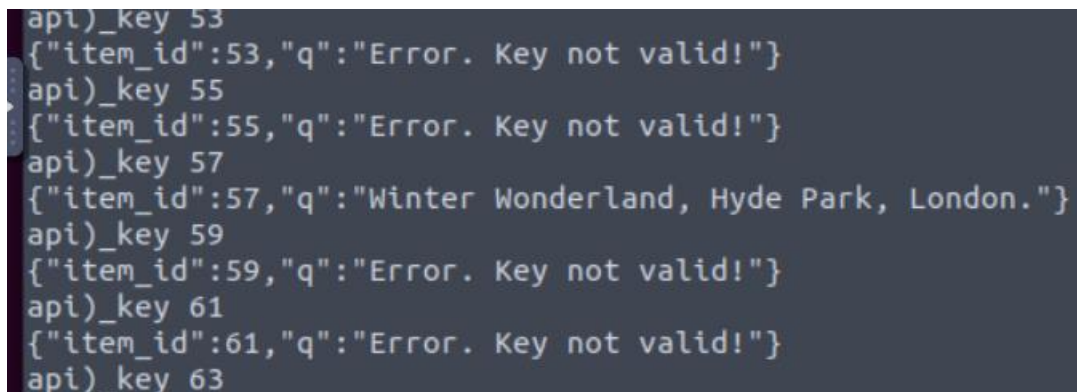 api)_key 53
{"item_id":53,"q":"Error. Key not valid!"}
api)_key 55
{"item_id":55,"q":"Error. Key not valid!"}
api)_key 57
{"item_id":57,"q":"Winter Wonderland, Hyde Park, London."}
api)_key 59
{"item_id":59,"q":"Error. Key not valid!"}
api)_key 61
{"item_id":61,"q":"Error. Key not valid!"}
api)_key 63